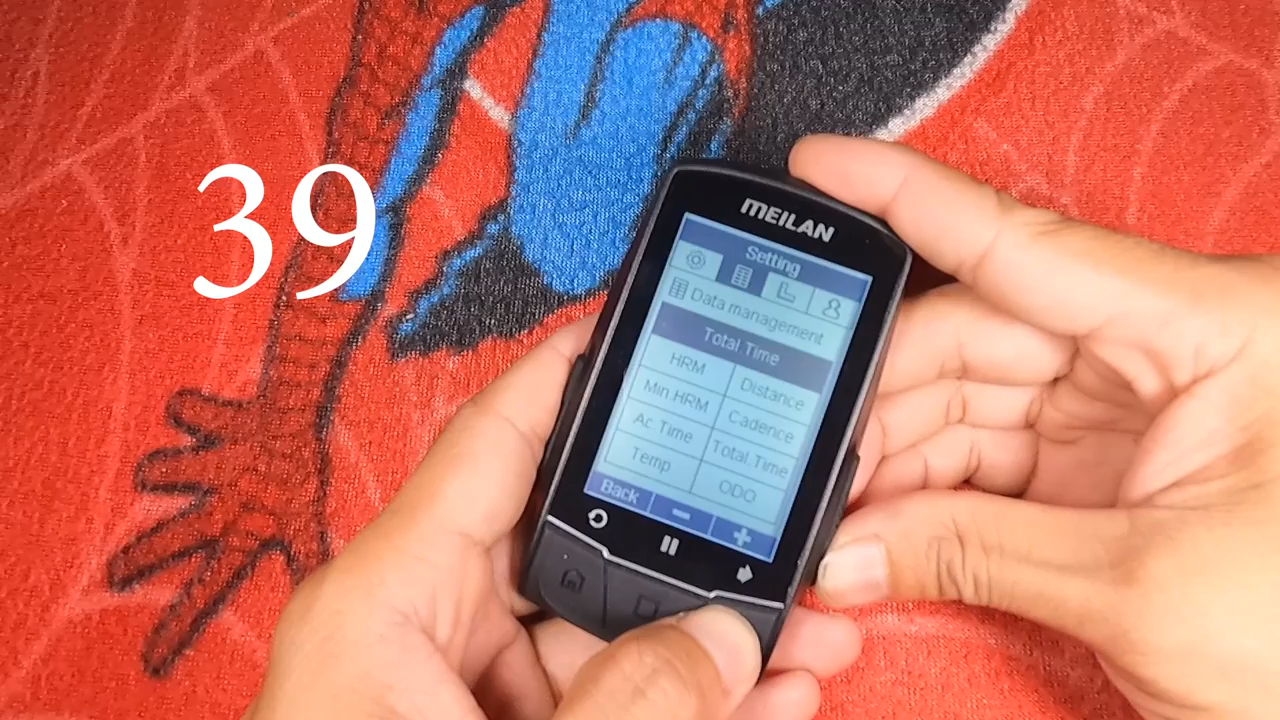 39
MEILAN
Setting
Data management
Total Time
HRM
Distance
Min HRM
Cadence
Ac Time
Total Time
Temp
ODO
Back - +